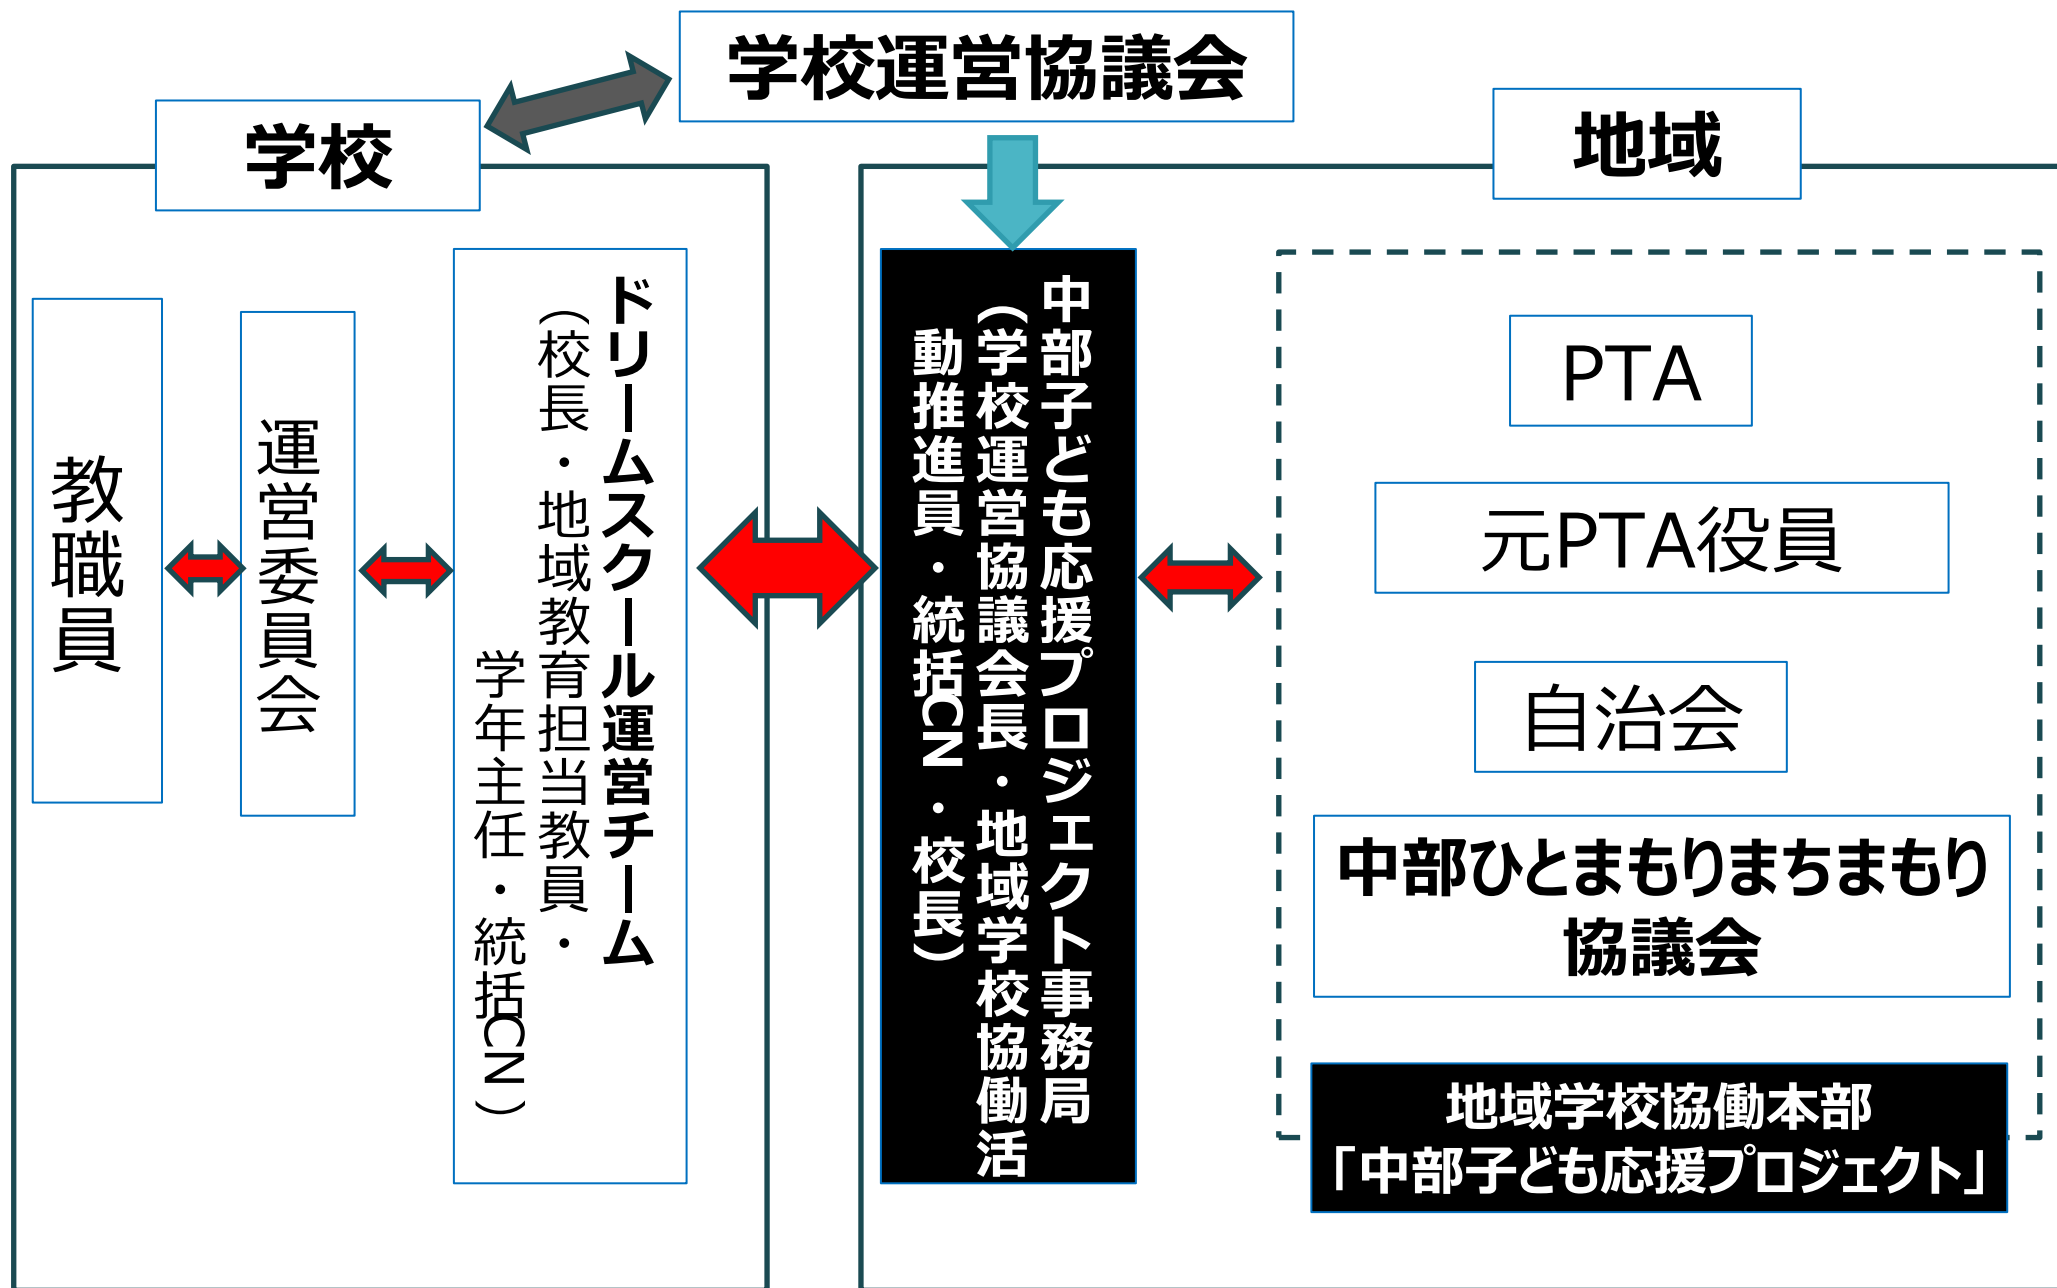 学校運営協議会
学校
地域
教職員
運営委員会
ドリームスクール運営チーム
（校長・地域教育担当教員・
学年主任・統括CN）
中部子ども応援プロジェクト事務局
（学校運営協議会長・地域学校協働活
動推進員・統括CN・校長）
PTA
元PTA役員
自治会
中部ひとまもりまちまもり
協議会
地域学校協働本部
「中部子ども応援プロジェクト」